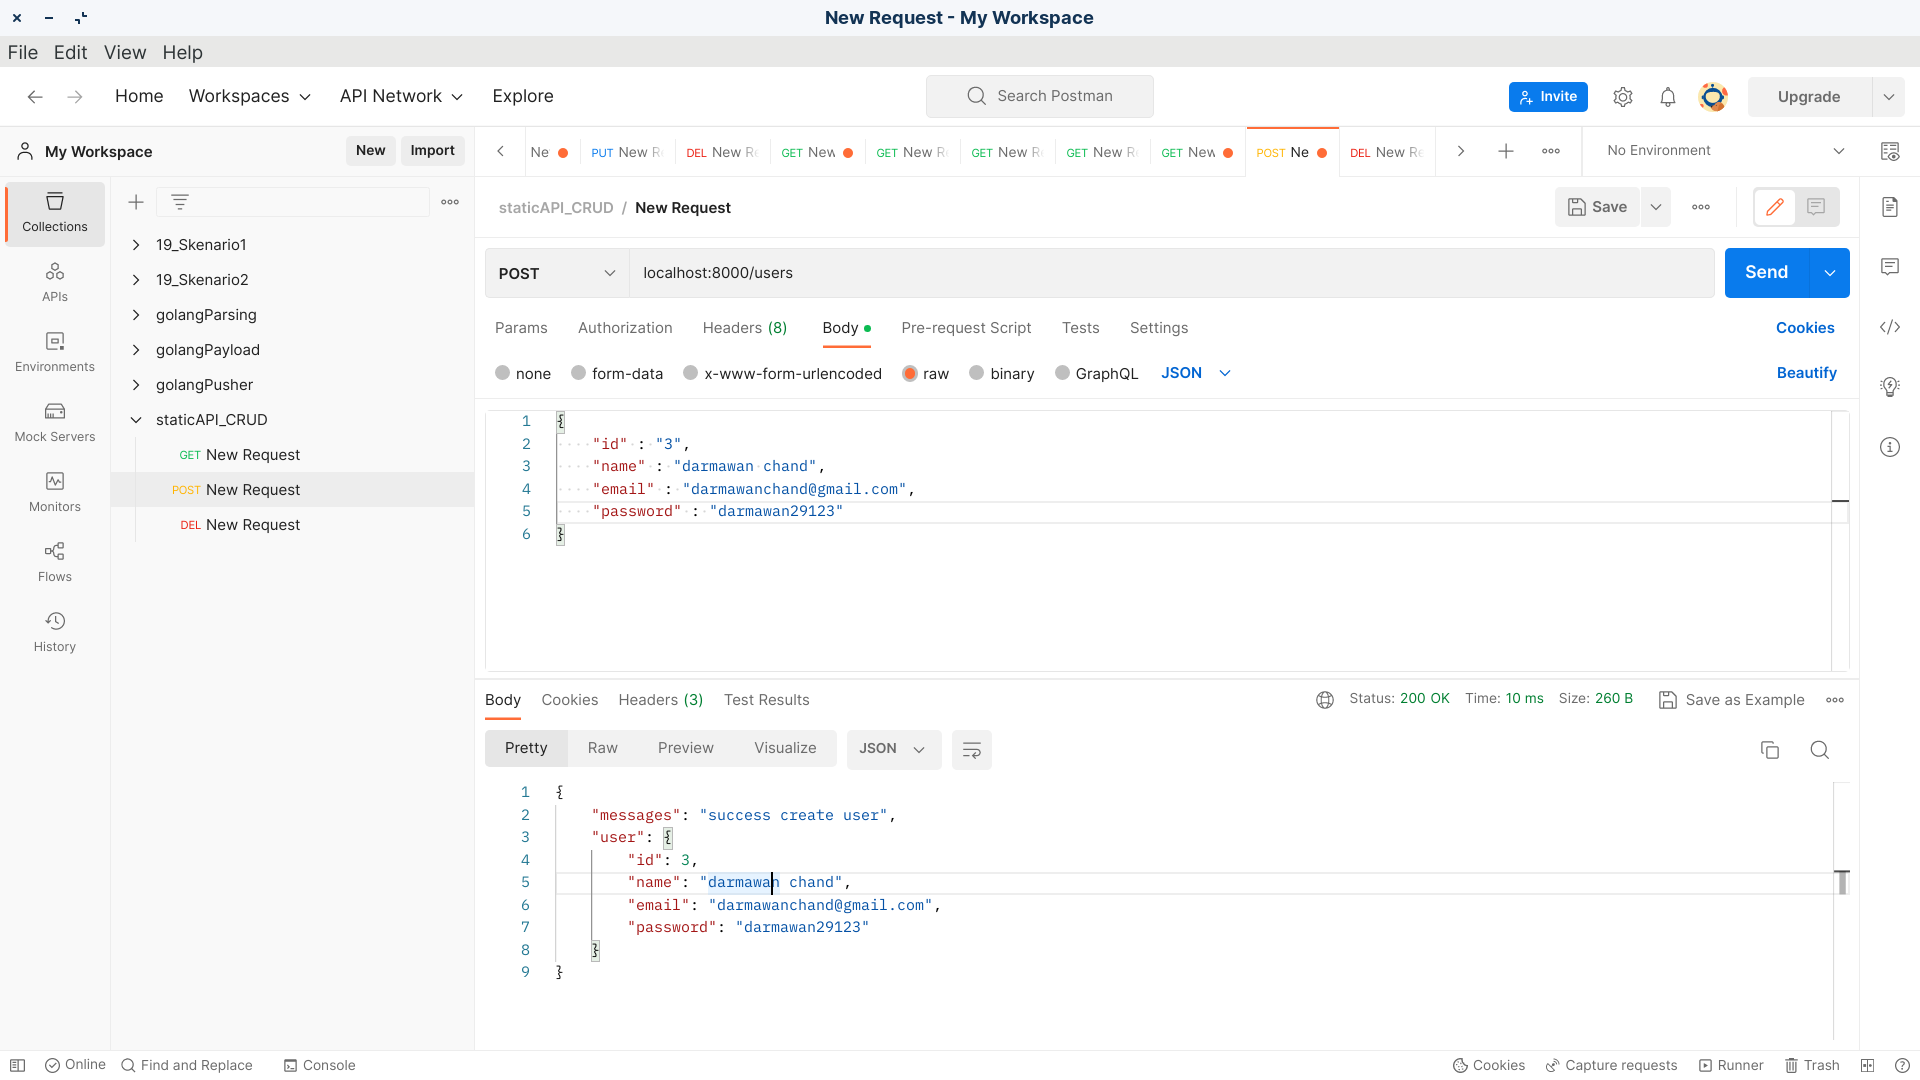 New Request - My Workspace
File Edit View Help
Home Workspaces API Network Explore
Search Postman
Invite
Upgrade
My Workspace
New Import
Ne PUT New R DEL New Re GET New GET New Re GET New R GET New R GET New POST Ne DEL New Re
No Environment
Collections
APIs
Environments
Mock Servers
Monitors
Flows
History
19_Skenario1
19_Skenario2
golangParsing
golangPayload
golangPusher
staticAPI_CRUD
GET New Request
POST New Request
DEL New Request
staticAPI_CRUD / New Request
Save
POST localhost:8000/users
Send
Params Authorization Headers (8) Body Pre-request Script Tests Settings Cookies
none form-data x-www-form-urlencoded raw binary GraphQL JSON Beautify
1 {
2 "id" : "3",
3 "name" : "darmawan chand",
4 "email" : "darmawanchand@gmail.com",
5 "password" : "darmawan29123"
6 }
Body Cookies Headers (3) Test Results Status: 200 OK Time: 10 ms Size: 260 B Save as Example
Pretty Raw Preview Visualize JSON
1 {
2 "messages": "success create user",
3 "user": {
4 "id": 3,
5 "name": "darmawan chand",
6 "email": "darmawanchand@gmail.com",
7 "password": "darmawan29123"
8 }
9 }
Online Find and Replace Console Cookies Capture requests Runner Trash